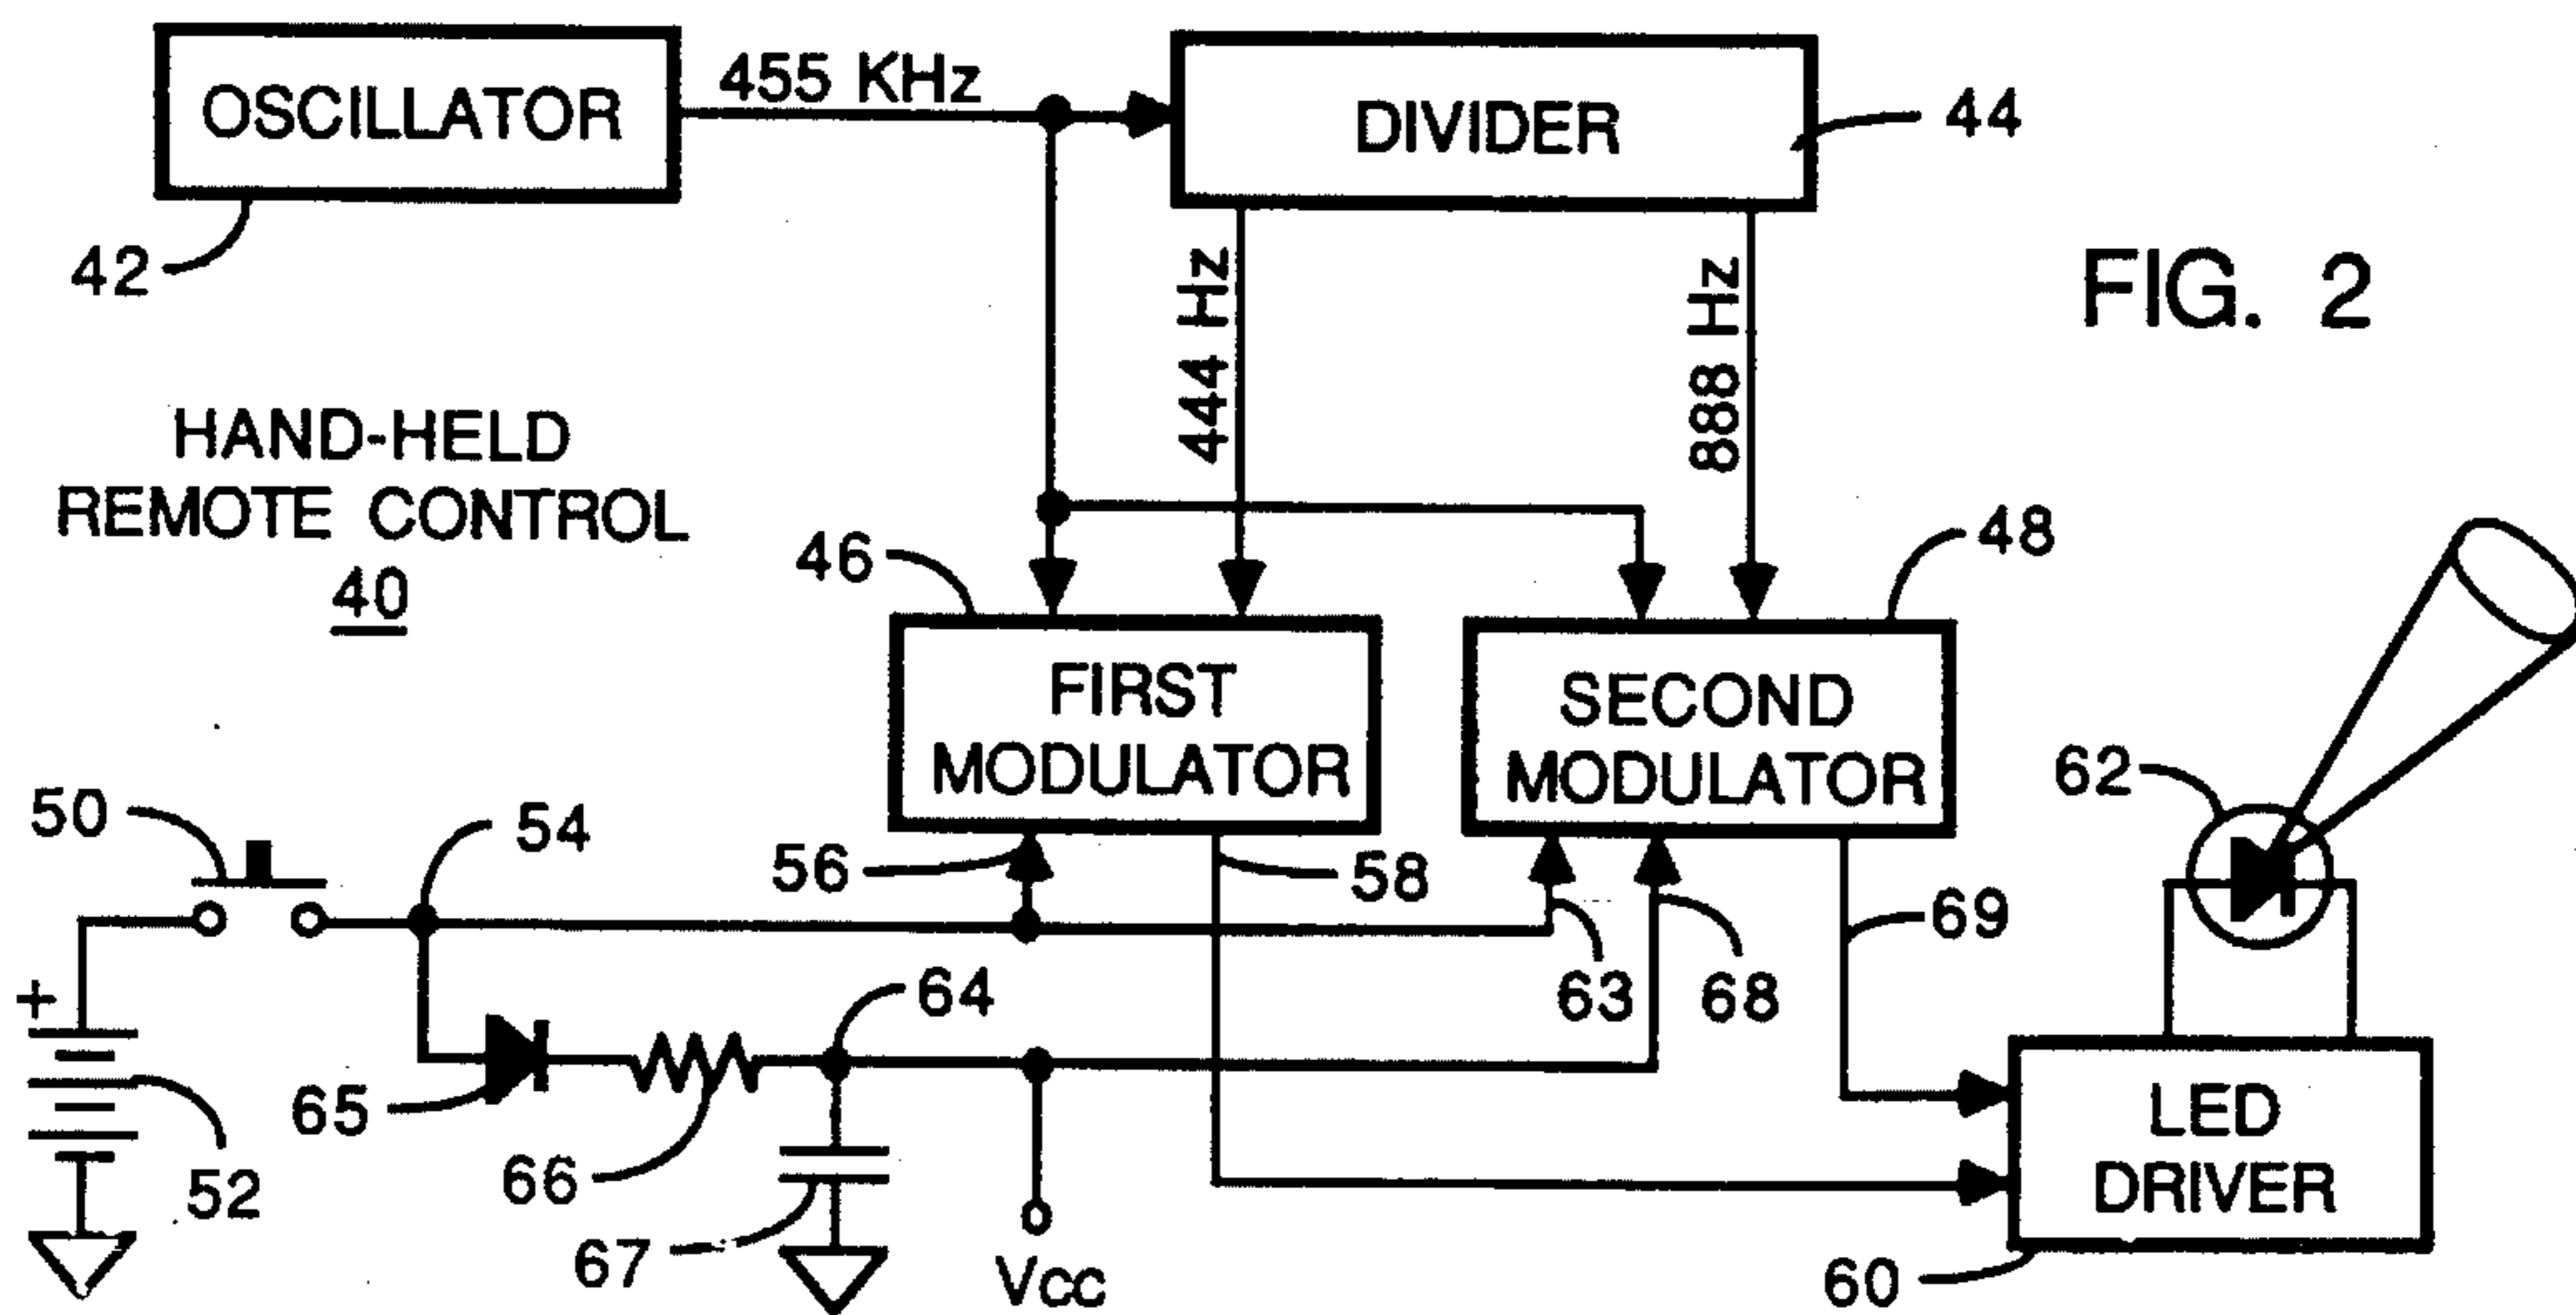 OSCILLATOR
455 KHz
DIVIDER
44
42
444 Hz
888 Hz
FIG. 2
HAND-HELD
REMOTE CONTROL
40
46
48
FIRST
MODULATOR
SECOND
MODULATOR
62
50
54
56
58
63
68
69
+
52
65
66
64
67
Vcc
LED
DRIVER
60